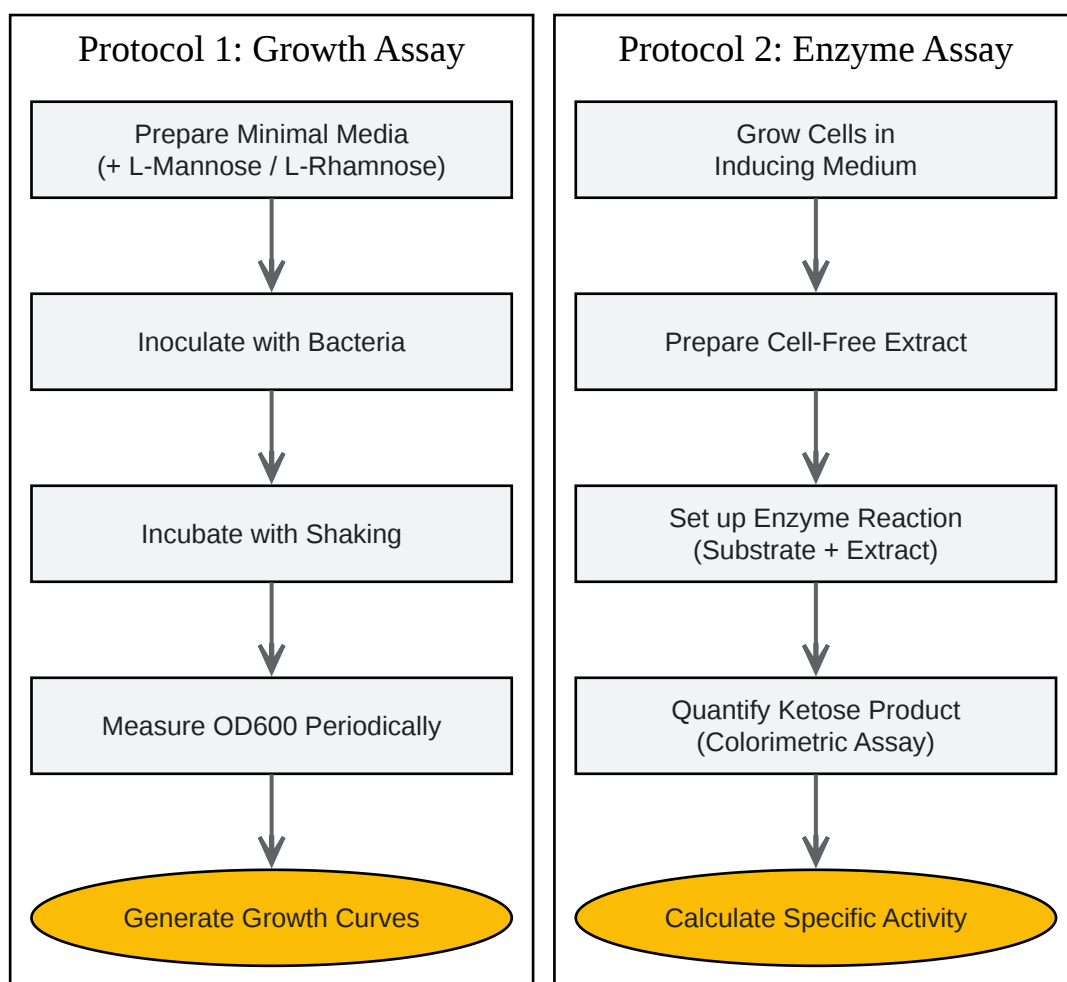 Protocol 1: Growth Assay
Prepare Minimal Media
(+ L-Mannose / L-Rhamnose)
Inoculate with Bacteria
Incubate with Shaking
Measure OD600 Periodically
Generate Growth Curves
Protocol 2: Enzyme Assay
Grow Cells in
Inducing Medium
Prepare Cell-Free Extract
Set up Enzyme Reaction
(Substrate + Extract)
Quantify Ketose Product
(Colorimetric Assay)
Calculate Specific Activity